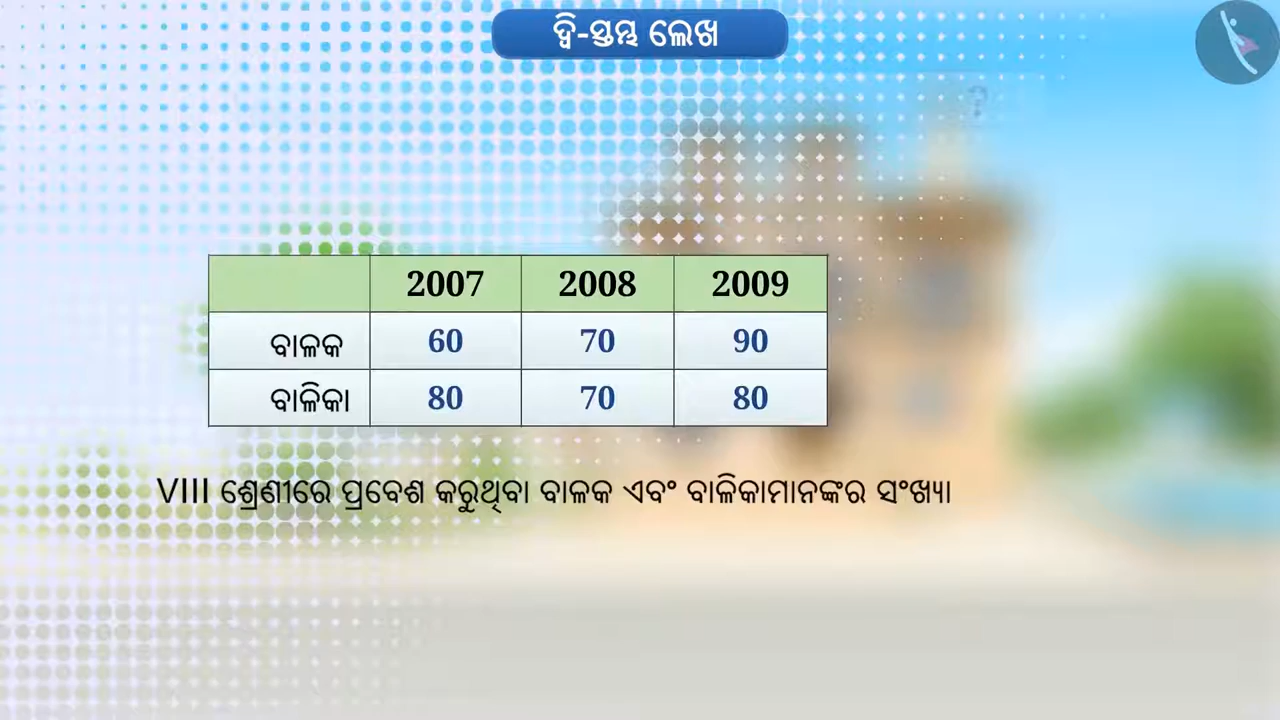 ଦ୍ୱି-ସ୍ତମ୍ଭ ଲେଖ
2007 2008 2009
ବାଳକ 60 70 90
ବାଳିକା 80 70 80
VIII ଶ୍ରେଣୀରେ ପ୍ରବେଶ କରୁଥିବା ବାଳକ ଏବଂ ବାଳିକାମାନଙ୍କର ସଂଖ୍ୟା